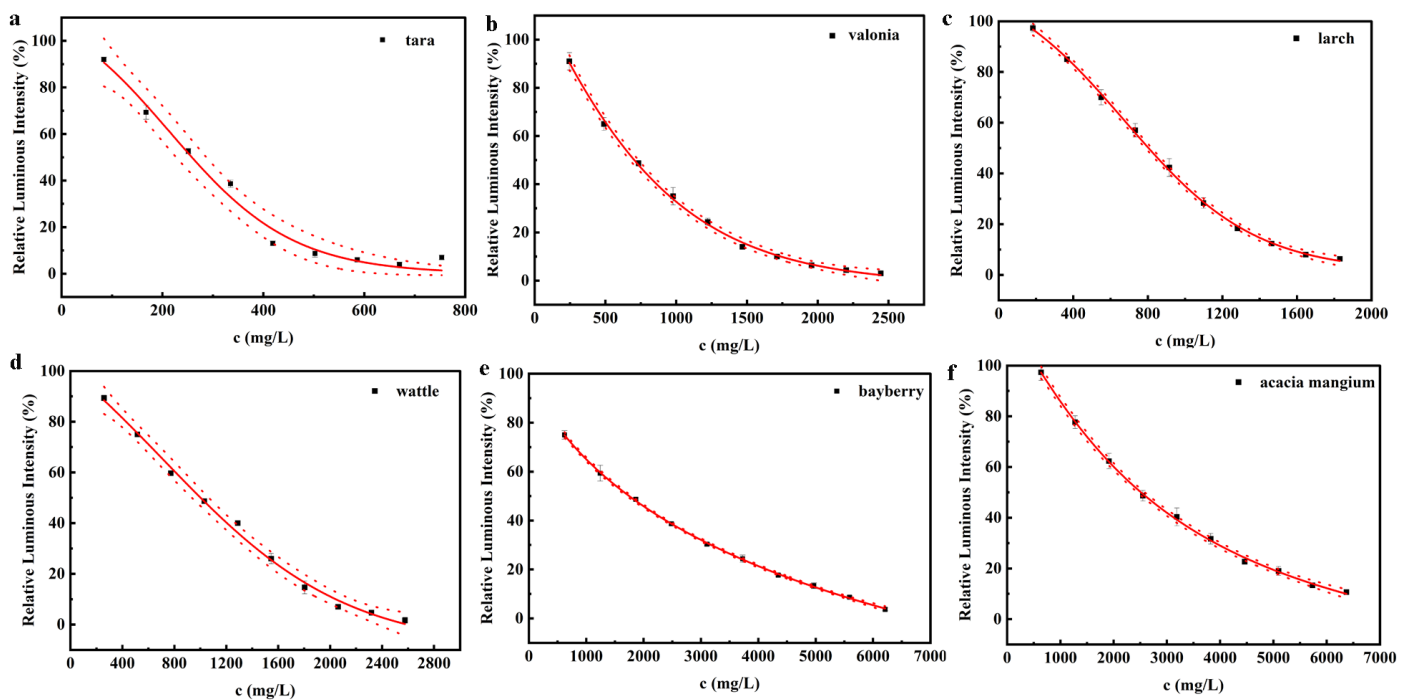 a
tara
Relative Luminous Intensity (%)
100
80
60
40
20
0
0 200 400 600 800
c (mg/L)
b
valonia
Relative Luminous Intensity (%)
100
80
60
40
20
0
0 500 1000 1500 2000 2500
c (mg/L)
c
larch
Relative Luminous Intensity (%)
100
80
60
40
20
0
0 400 800 1200 1600 2000
c (mg/L)
d
wattle
Relative Luminous Intensity (%)
100
80
60
40
20
0
0 400 800 1200 1600 2000 2400 2800
c (mg/L)
e
bayberry
Relative Luminous Intensity (%)
100
80
60
40
20
0
0 1000 2000 3000 4000 5000 6000 7000
c (mg/L)
f
acacia mangium
Relative Luminous Intensity (%)
100
80
60
40
20
0
0 1000 2000 3000 4000 5000 6000 7000
c (mg/L)